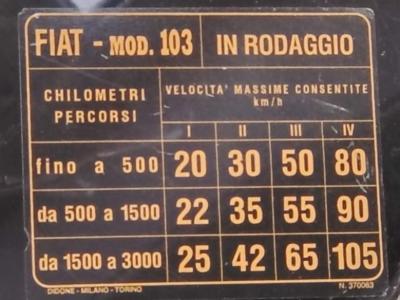 FIAT - MOD. 103 IN RODAGGIO
CHILOMETRI PERCORSI
VELOCITA' MASSIME CONSENTITE
km/h
I II III IV
fino a 500 20 30 50 80
da 500 a 1500 22 35 55 90
da 1500 a 3000 25 42 65 105
DIDONE - MILANO - TORINO N. 370063